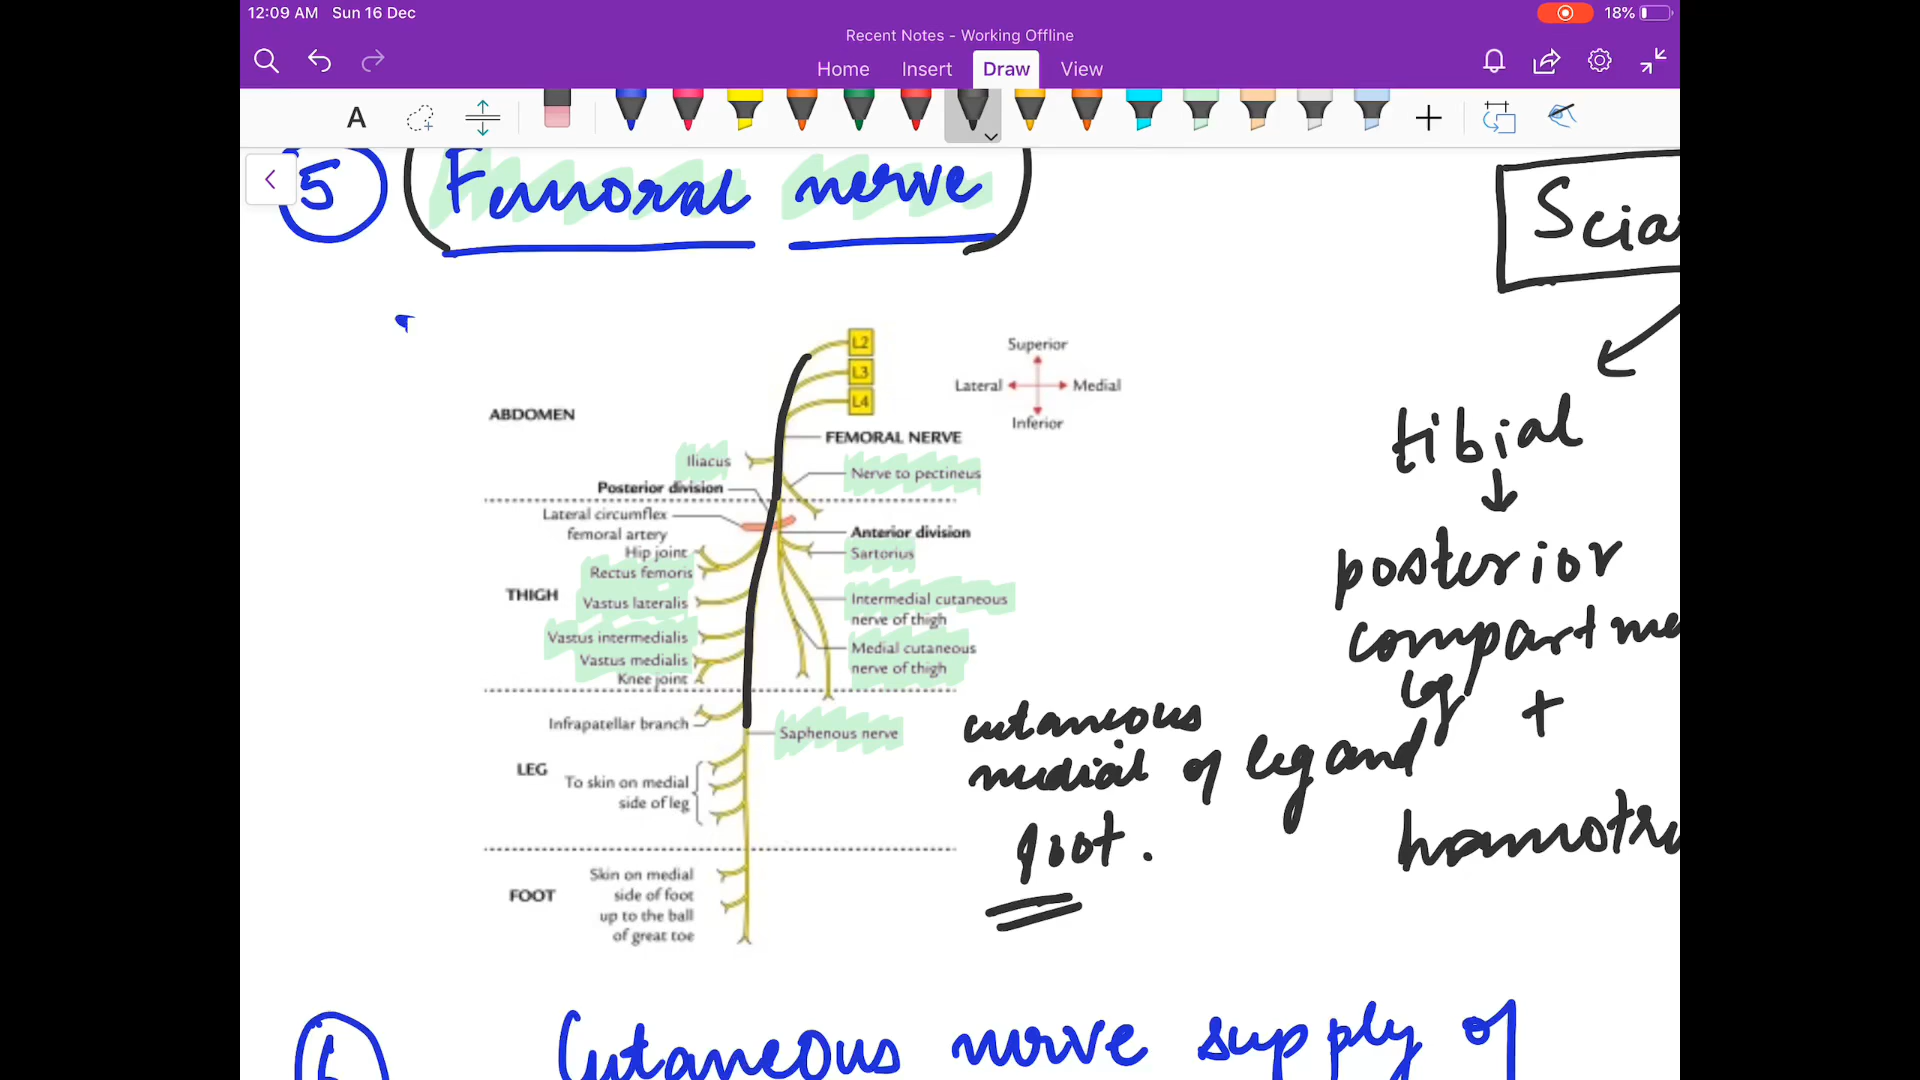 12:09 AM Sun 16 Dec
18%
Recent Notes - Working Offline
Home Insert Draw View
A
5 Femoral nerve
Scia
L2
L3
L4
Superior
Lateral Medial
Inferior
ABDOMEN
FEMORAL NERVE
Iliacus
Nerve to pectineus
Posterior division
Lateral circumflex
femoral artery
Anterior division
Hip joint
Sartorius
Rectus femoris
THIGH
Vastus lateralis
Intermedial cutaneous
nerve of thigh
Vastus intermedialis
Medial cutaneous
nerve of thigh
Vastus medialis
Knee joint
Infrapatellar branch
Saphenous nerve
LEG
To skin on medial
side of leg
FOOT
Skin on medial
side of foot
up to the ball
of great toe
cutaneous
medial of leg and
foot.
tibial
posterior
compartme
leg +
hamstr
Cutaneous nerve supply of